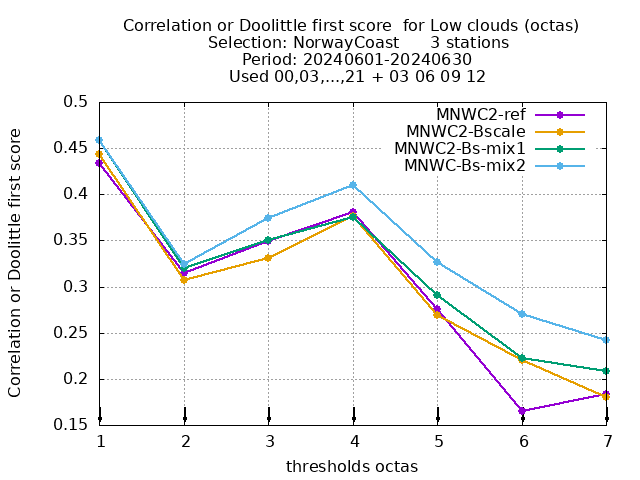 Correlation or Doolittle first score  for Low clouds (octas)
Selection: NorwayCoast      3 stations
Period: 20240601-20240630
Used 00,03,...,21 + 03 06 09 12
MNWC2-ref
MNWC2-Bscale
MNWC2-Bs-mix1
MNWC-Bs-mix2
Correlation or Doolittle first score
0.5
0.45
0.4
0.35
0.3
0.25
0.2
0.15
1 2 3 4 5 6 7
thresholds octas